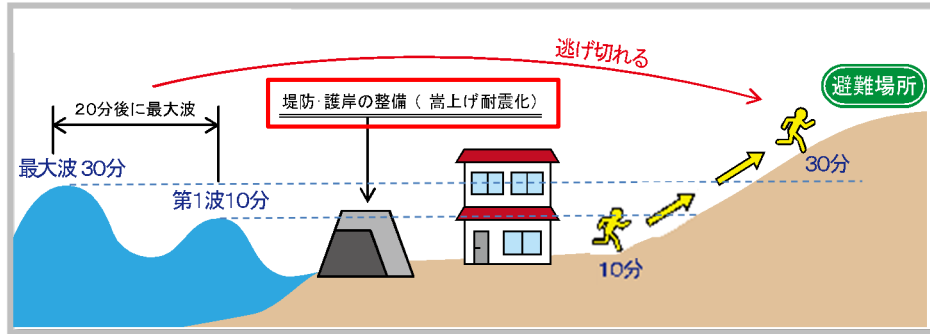 逃げ切れる
避難場所
20分後に最大波
堤防・護岸の整備（ 嵩上げ耐震化）
最大波 30分
30分
第1波10分
10分